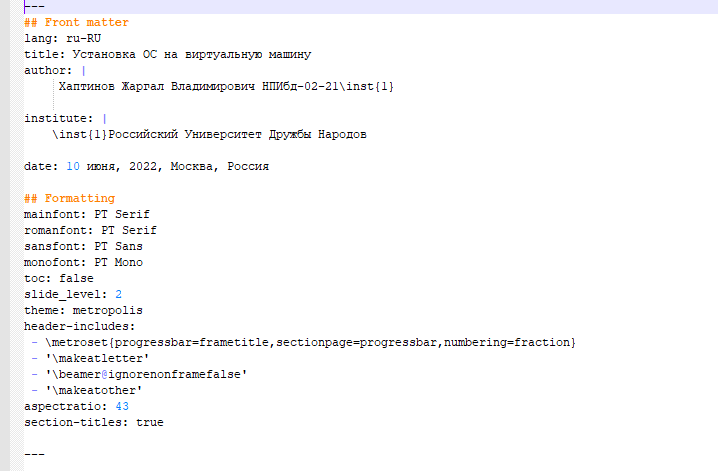 ---
## Front matter
lang: ru-RU
title: Установка ОС на виртуальную машину
author: |
Хаптинов Жаргал Владимирович НПИбд-02-21\inst{1}
institute: |
\inst{1}Российский Университет Дружбы Народов
date: 10 июня, 2022, Москва, Россия
## Formatting
mainfont: PT Serif
romanfont: PT Serif
sansfont: PT Sans
monofont: PT Mono
toc: false
slide_level: 2
theme: metropolis
header-includes:
- \metroset{progressbar=frametitle,sectionpage=progressbar,numbering=fraction}
- '\makeatletter'
- '\beamer@ignorenonframefalse'
- '\makeatother'
aspectratio: 43
section-titles: true
---